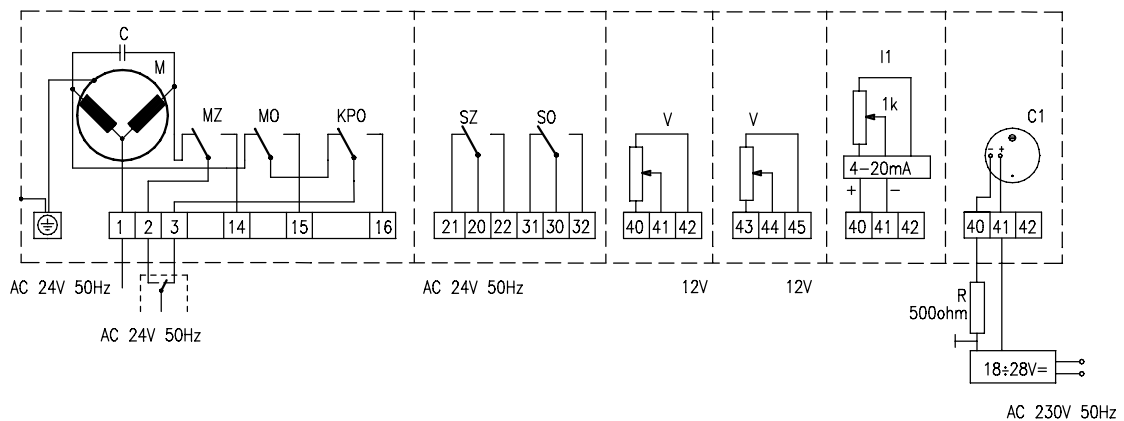 C
M
MZ
MO
KPO
SZ
SO
V
V
I1
1k
4-20mA
+
-
C1
- +
1 2 3 14 15 16
21 20 22 31 30 32
40 41 42
43 44 45
40 41 42
40 41 42
AC 24V 50Hz
AC 24V 50Hz
AC 24V 50Hz
12V
12V
R
500ohm
18÷28V=
AC 230V 50Hz